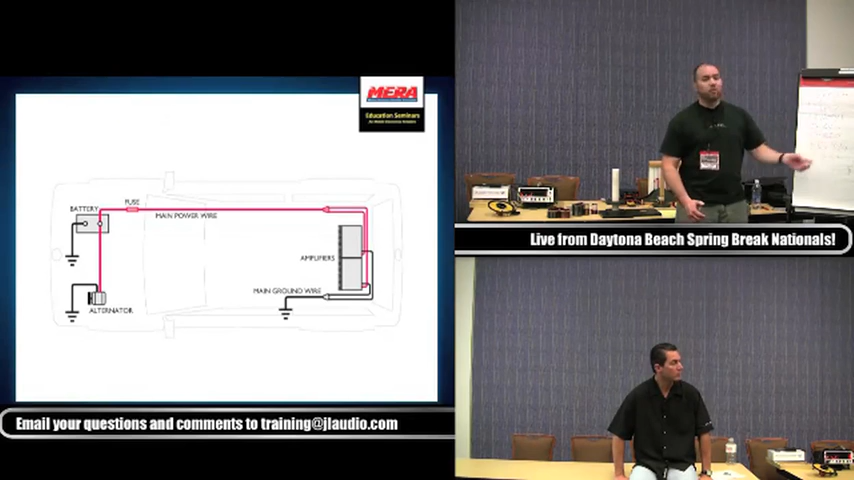 MERA
Education Seminars
BATTERY
FUSE
MAIN POWER WIRE
AMPLIFIERS
MAIN GROUND WIRE
ALTERNATOR
Live from Daytona Beach Spring Break Nationals!
Email your questions and comments to training@jlaudio.com